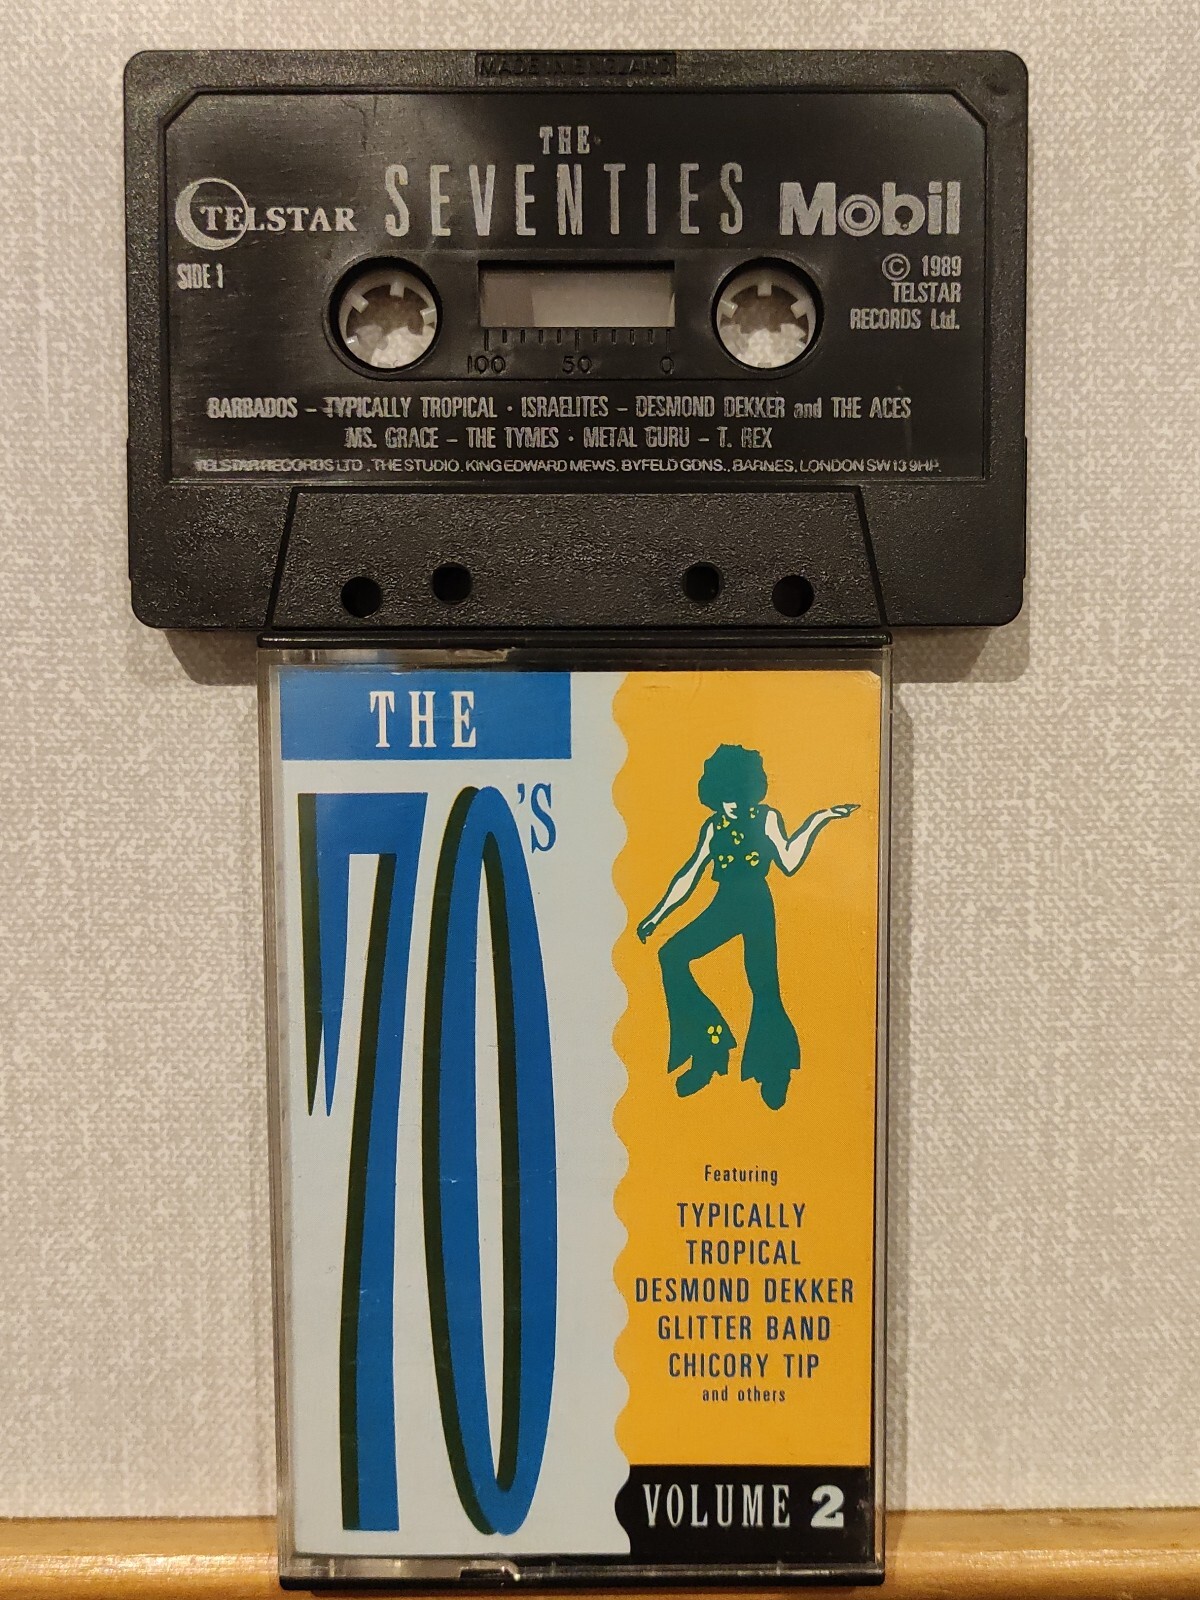 MADE IN ENGLAND
THE
TELSTAR SEVENTIES Mobil
SIDE 1
© 1989
TELSTAR
RECORDS Ltd.
100 50 0
BARBADOS – TYPICALLY TROPICAL · ISRAELITES – DESMOND DEKKER and THE ACES
MS. GRACE – THE TYMES · METAL GURU – T. REX
TELSTAR RECORDS LTD., THE STUDIO, KING EDWARD MEWS, BYFELD GDNS., BARNES, LONDON SW13 9HP.
THE
70'S
Featuring
TYPICALLY
TROPICAL
DESMOND DEKKER
GLITTER BAND
CHICORY TIP
and others
VOLUME 2